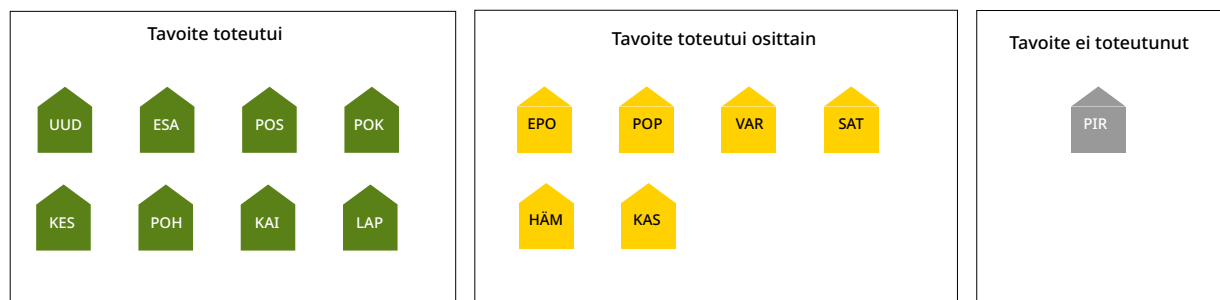 Tavoite toteutui
UUD ESA POS POK
KES POH KAI LAP
Tavoite toteutui osittain
EPO POP VAR SAT
HÄM KAS
Tavoite ei toteutunut
PIR